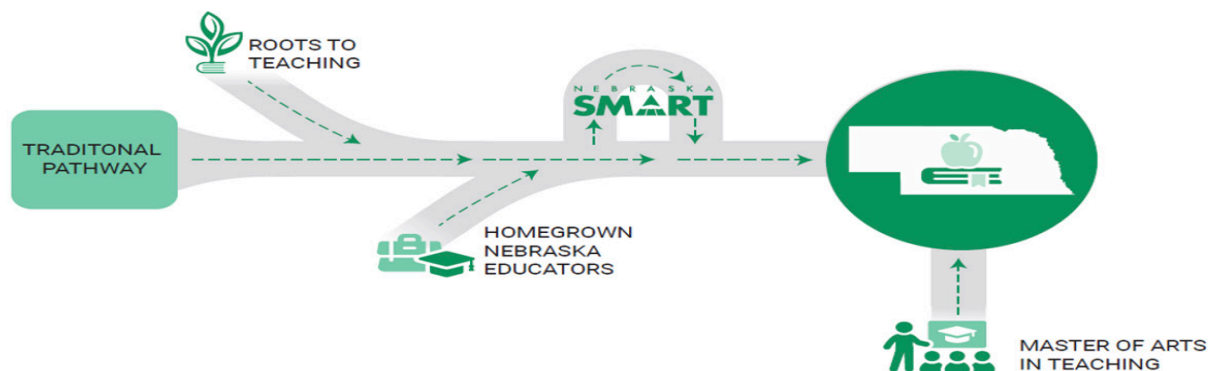 ROOTS TO
TEACHING
NEBRASKA
SMART
TRADITONAL
PATHWAY
HOMEGROWN
NEBRASKA
EDUCATORS
MASTER OF ARTS
IN TEACHING